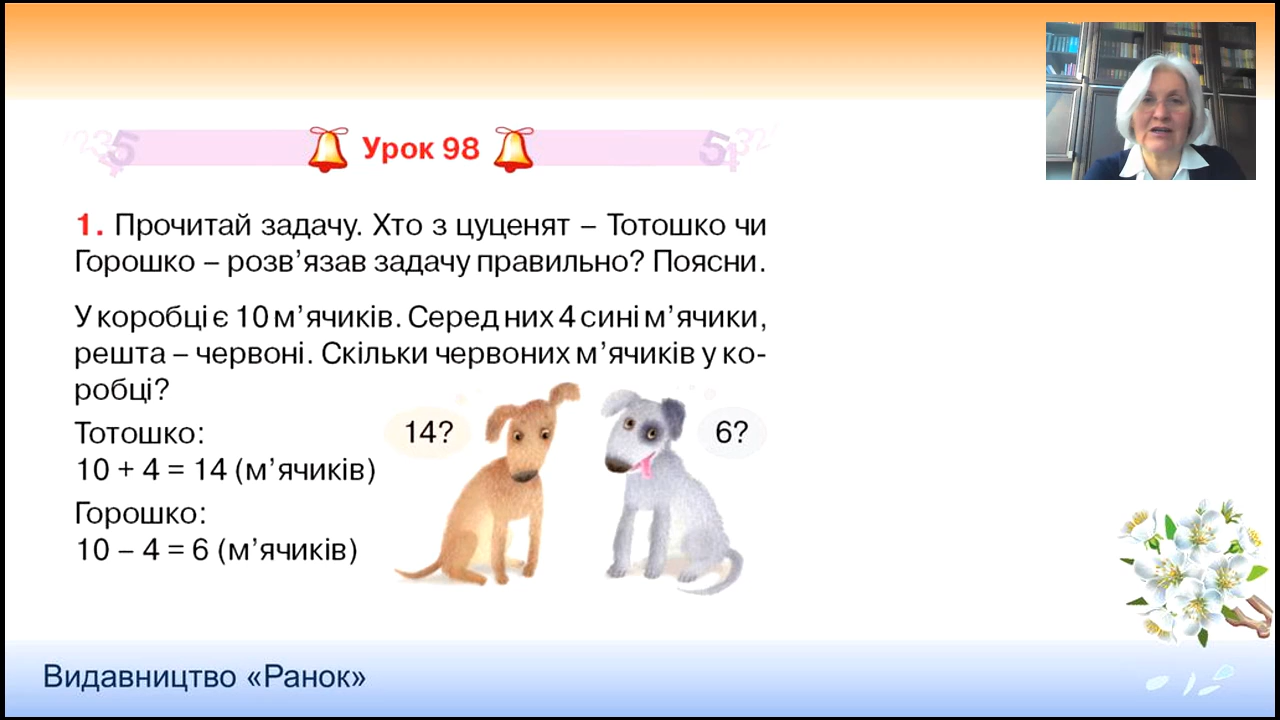 Урок 98
1. Прочитай задачу. Хто з цуценят – Тотошко чи
Горошко – розв’язав задачу правильно? Поясни.
У коробці є 10 м’ячиків. Серед них 4 сині м’ячики,
решта – червоні. Скільки червоних м’ячиків у ко-
робці?
14?
6?
Тотошко:
10 + 4 = 14 (м’ячиків)
Горошко:
10 – 4 = 6 (м’ячиків)
Видавництво «Ранок»